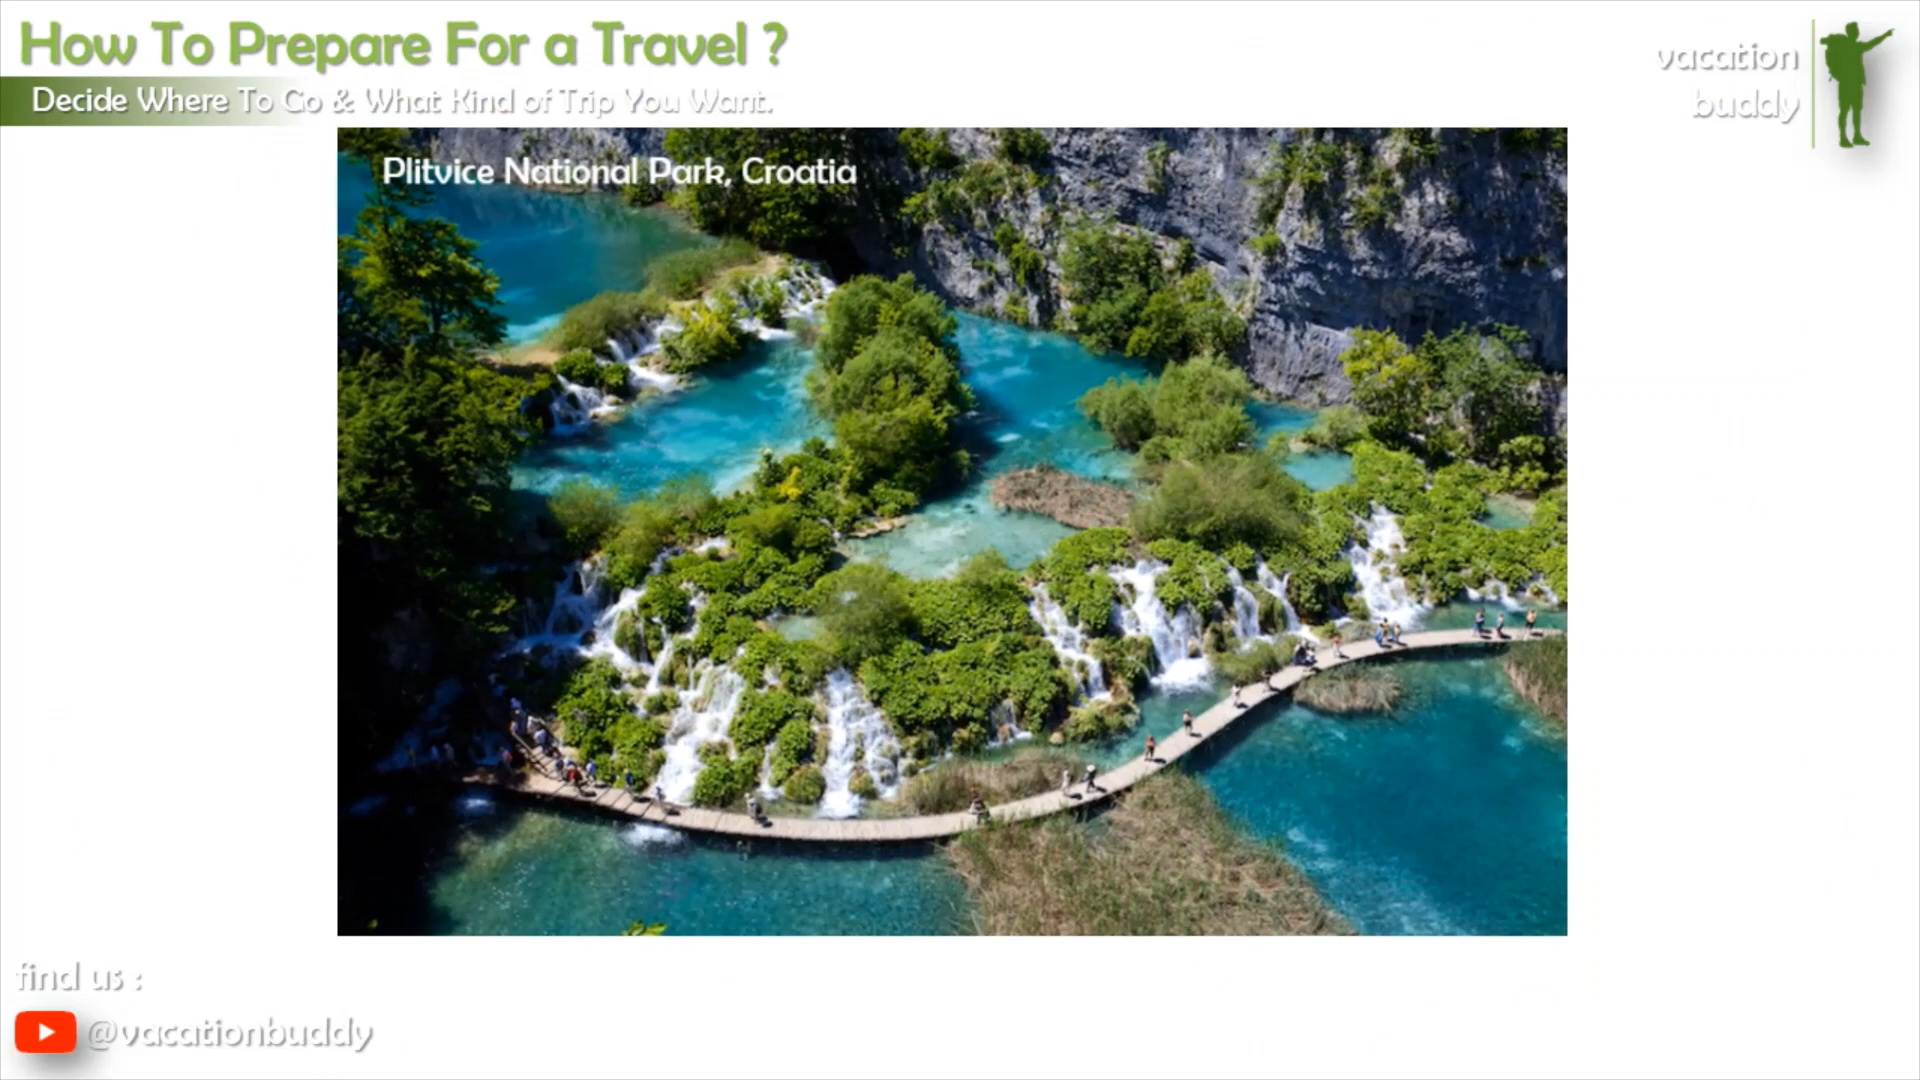 How To Prepare For a Travel ?
Decide Where To Go & What Kind of Trip You Want.
vacation
buddy
Plitvice National Park, Croatia
find us :
@vacationbuddy